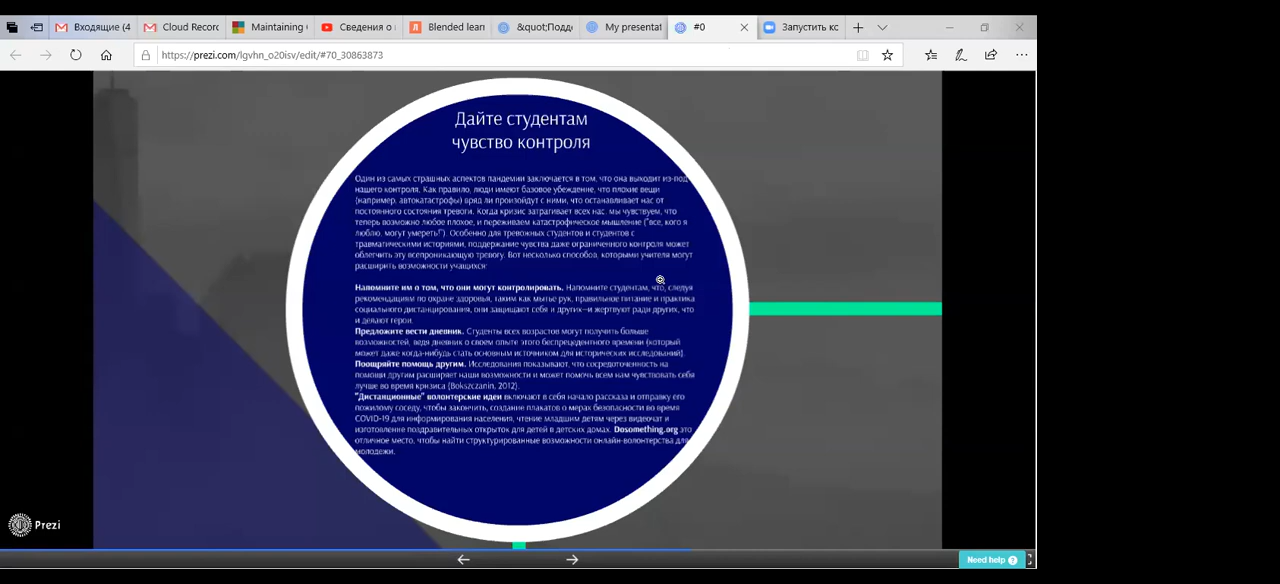 Входящие (4
Cloud Recor
Maintaining
Сведения о
Blended lear
&quot;Подд
My presentat
#0
Запустить кс
https://prezi.com/lgvhn_o20isv/edit/#70_30863873
Дайте студентам
чувство контроля
Один из самых страшных аспектов пандемии заключается в том, что она выходит из-под
нашего контроля. Как правило, люди имеют базовое убеждение, что плохие вещи
(например, автокатастрофы) вряд ли произойдут с ними, что останавливает нас от
постоянного состояния тревоги. Когда кризис затрагивает всех нас, мы чувствуем, что
теперь возможно любое плохое, и переживаем катастрофическое мышление ("все, кого я
люблю, могут умереть!"). Особенно для тревожных студентов и студентов с
травматическими историями, поддержание чувства даже ограниченного контроля может
облегчить эту всепроникающую тревогу. Вот несколько способов, которыми учителя могут
расширить возможности учащихся:
Напомните им о том, что они могут контролировать. Напомните студентам, что, следуя
рекомендациям по охране здоровья, таким как мытье рук, правильное питание и практика
социального дистанцирования, они защищают себя и других—и жертвуют ради других, что
и делают герои.
Предложите вести дневник. Студенты всех возрастов могут получить больше
возможностей, ведя дневник о своем опыте этого беспрецедентного времени (который
может даже когда-нибудь стать основным источником для исторических исследований).
Поощряйте помощь другим. Исследования показывают, что сосредоточенность на
помощи другим расширяет наши возможности и может помочь всем нам чувствовать себя
лучше во время кризиса (Bokszczanin, 2012).
"Дистанционные" волонтерские идеи включают в себя начало рассказа и отправку его
пожилому соседу, чтобы закончить, создание плакатов о мерах безопасности во время
COVID-19 для информирования населения, чтение младшим детям через видеочат и
изготовление поздравительных открыток для детей в детских домах. Dosomething.org это
отличное место, чтобы найти структурированные возможности онлайн-волонтерства для
молодежи.
Prezi
Need help ?